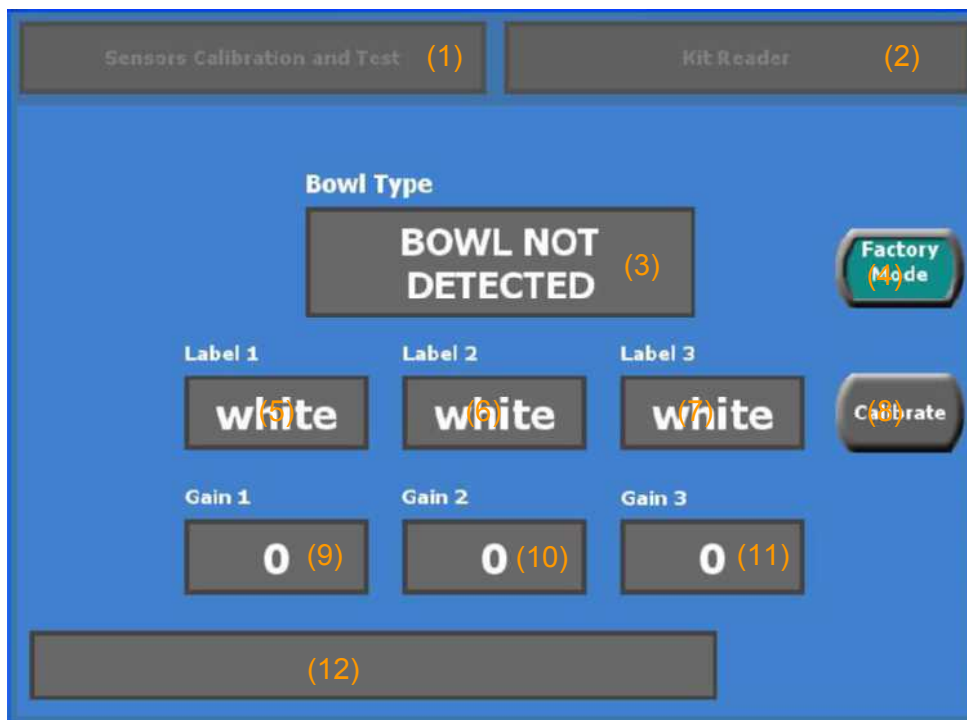 Sensors Calibration and Test (1)
Kit Reader (2)
Bowl Type
BOWL NOT
DETECTED
(3)
Factory
Mode
(4)
Label 1
Label 2
Label 3
white
(5)
white
(6)
white
(7)
Calibrate
(8)
Gain 1
Gain 2
Gain 3
0 (9)
0 (10)
0 (11)
(12)